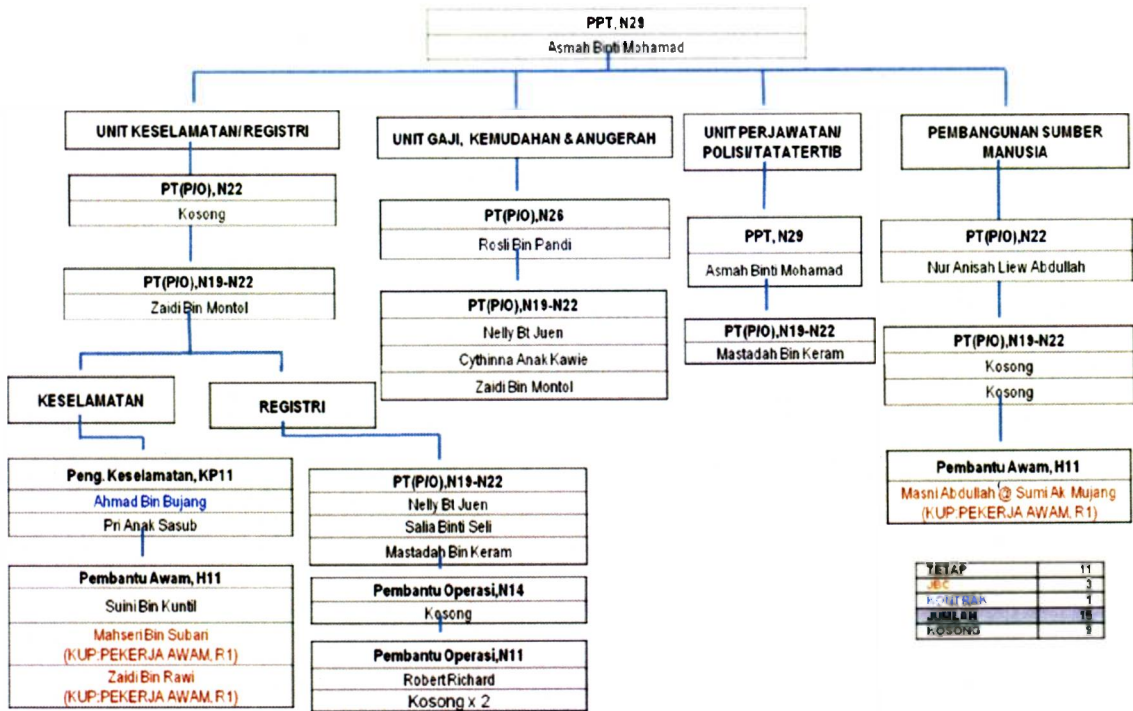 PPT, N29
Asmah Binti Mohamad
UNIT KESELAMATAN/REGISTRI
PT(P/O), N22
Kosong
PT(P/O),N19-N22
Zaidi Bin Montol
KESELAMATAN
REGISTRI
Peng. Keselamatan, KP11
Ahmad Bin Bujang
Pri Anak Sasub
Pembantu Awam, H11
Suini Bin Kuntil
Mahseri Bin Subari
(KUP:PEKERJA AWAM, R1)
Zaidi Bin Rawi
(KUP:PEKERJA AWAM, R1)
PT(P/O),N19-N22
Nelly Bt Juen
Salia Binti Seli
Mastadah Bin Keram
Pembantu Operasi,N14
Kosong
Pembantu Operasi,N11
Robert Richard
Kosong x 2
UNIT GAJI, KEMUDAHAN & ANUGERAH
PT(P/O),N26
Rosli Bin Pandi
PT(P/O),N19-N22
Nelly Bt Juen
Cythinna Anak Kawie
Zaidi Bin Montol
UNIT PERJAWATAN/
POLISI/TATATERTIB
PPT, N29
Asmah Binti Mohamad
PT(P/O),N19-N22
Mastadah Bin Keram
PEMBANGUNAN SUMBER
MANUSIA
PT(P/O),N22
Nur Anisah Liew Abdullah
PT(P/O),N19-N22
Kosong
Kosong
Pembantu Awam, H11
Masni Abdullah @ Sumi Ak Mujang
(KUP:PEKERJA AWAM, R1)
TETAP 11
JBC 3
KONTRAK 1
JUMLAH 15
KOSONG 9